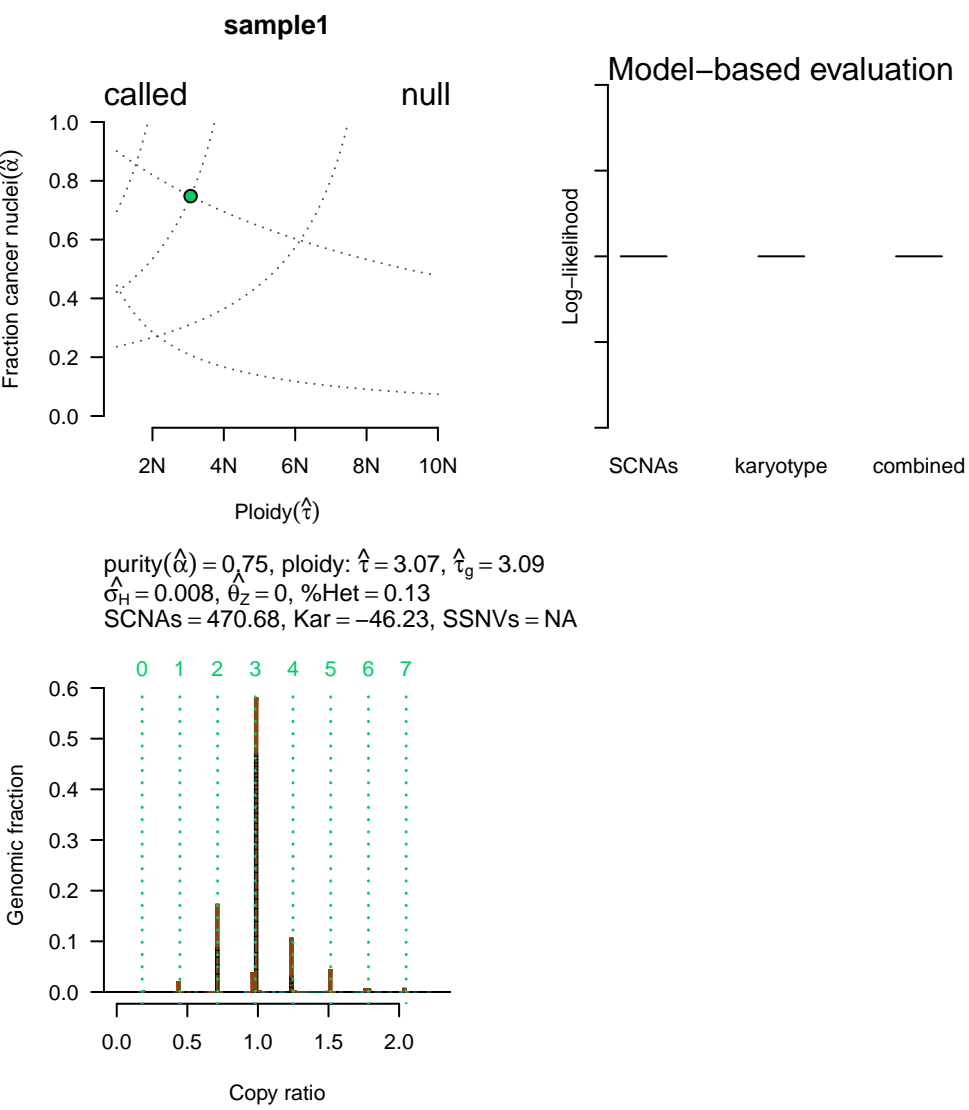 sample1
called null
1.0
0.8
0.6
0.4
0.2
0.0
Fraction cancer nuclei(α̂)
2N 4N 6N 8N 10N
Ploidy(τ̂)
Model−based evaluation
Log−likelihood
SCNAs karyotype combined
purity(α̂) = 0.75, ploidy: τ̂ = 3.07, τ̂g = 3.09
σ̂H = 0.008, θ̂Z = 0, %Het = 0.13
SCNAs = 470.68, Kar = −46.23, SSNVs = NA
0 1 2 3 4 5 6 7
0.6
0.5
0.4
0.3
0.2
0.1
0.0
Genomic fraction
0.0 0.5 1.0 1.5 2.0
Copy ratio